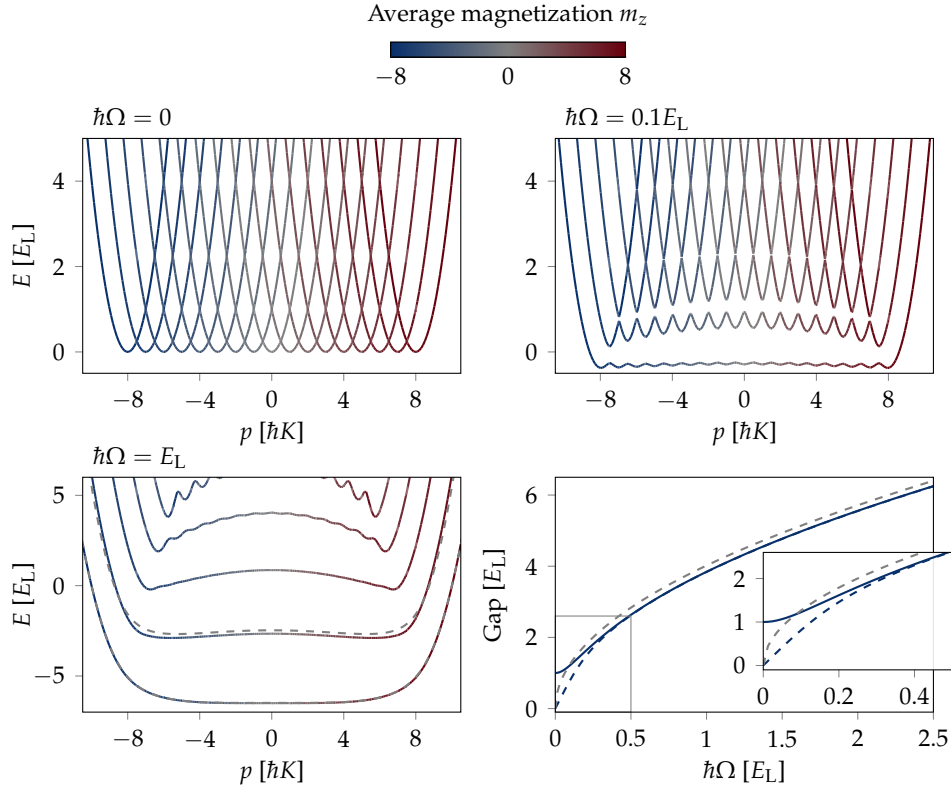 Average magnetization m_z
−8 0 8
ħΩ = 0
ħΩ = 0.1E_L
E [E_L]
4
2
0
−8 −4 0 4 8
p [ħK]
4
2
0
−8 −4 0 4 8
p [ħK]
ħΩ = E_L
E [E_L]
5
0
−5
−8 −4 0 4 8
p [ħK]
Gap [E_L]
6
4
2
0
0 0.5 1 1.5 2 2.5
ħΩ [E_L]
2
1
0
0 0.2 0.4